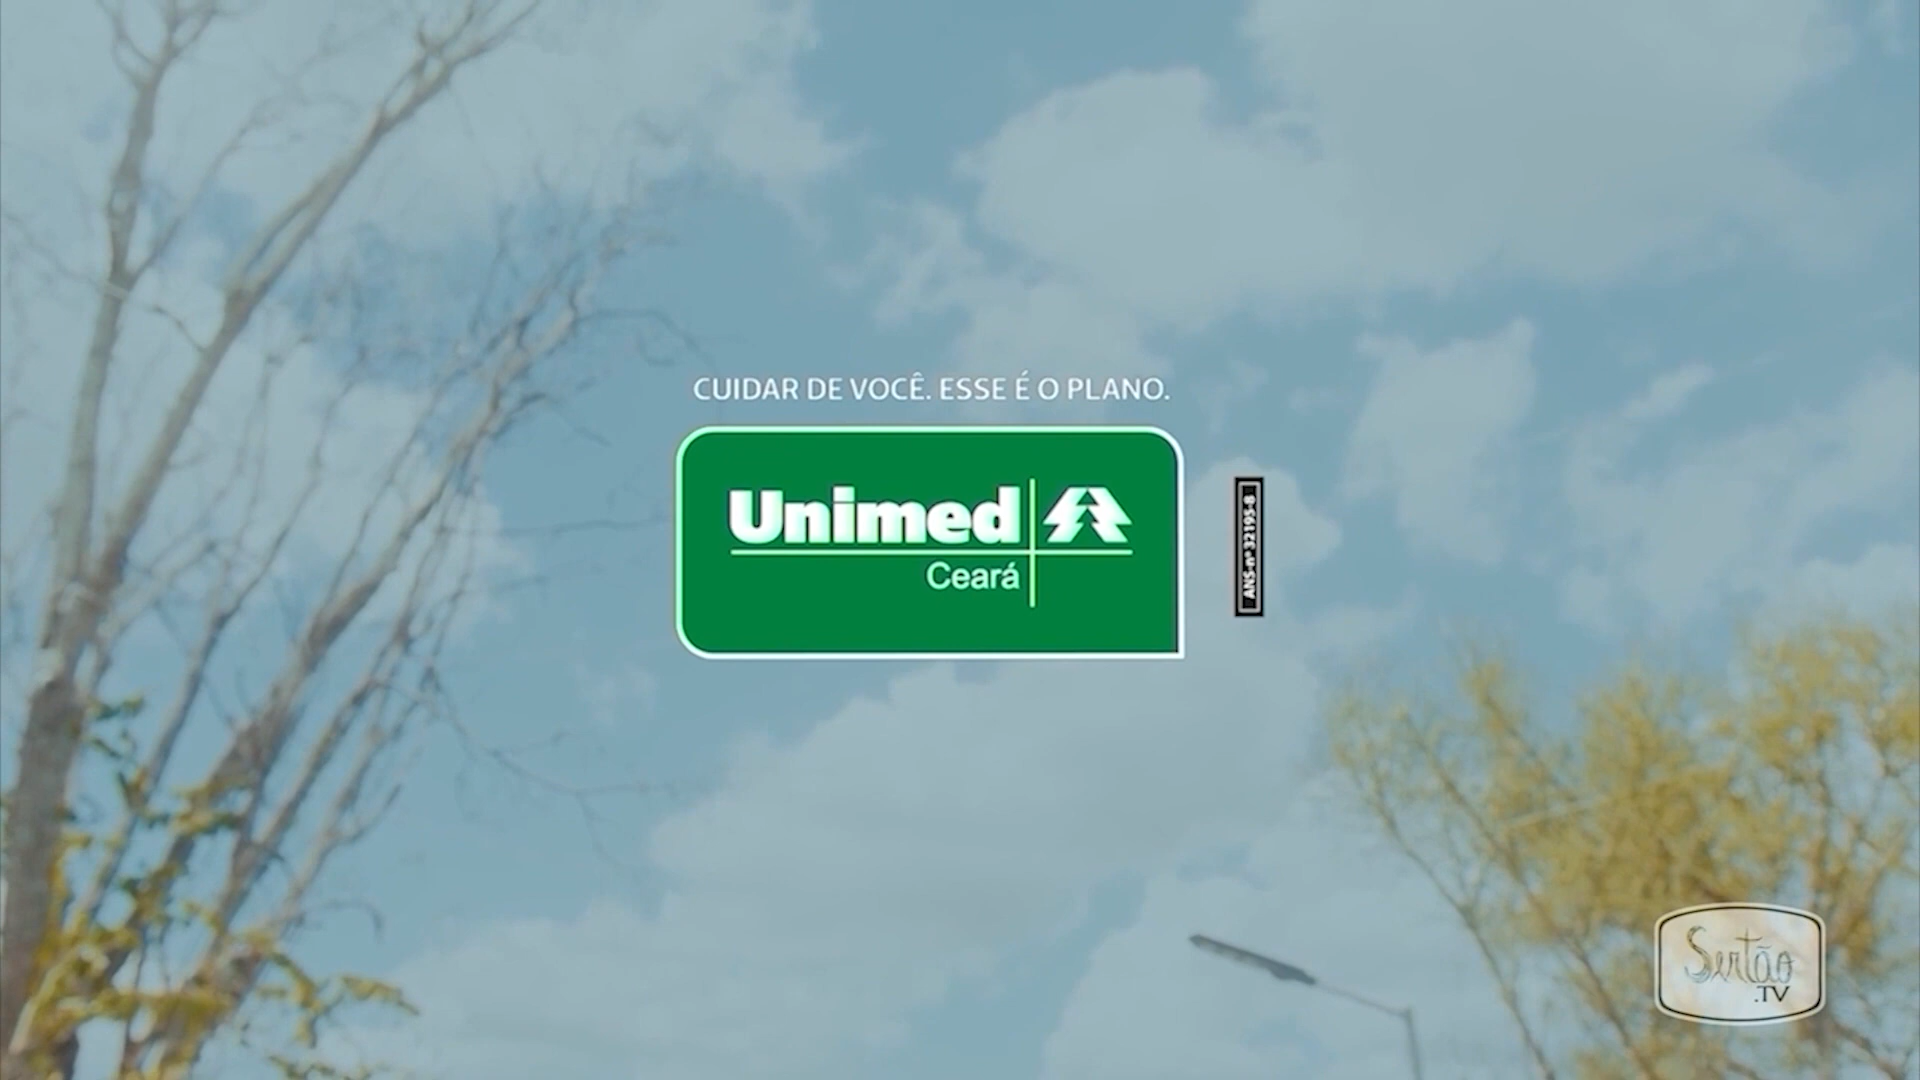 CUIDAR DE VOCÊ. ESSE É O PLANO.
Unimed
Ceará
ANS-nº 32195-8
Sertão
.TV